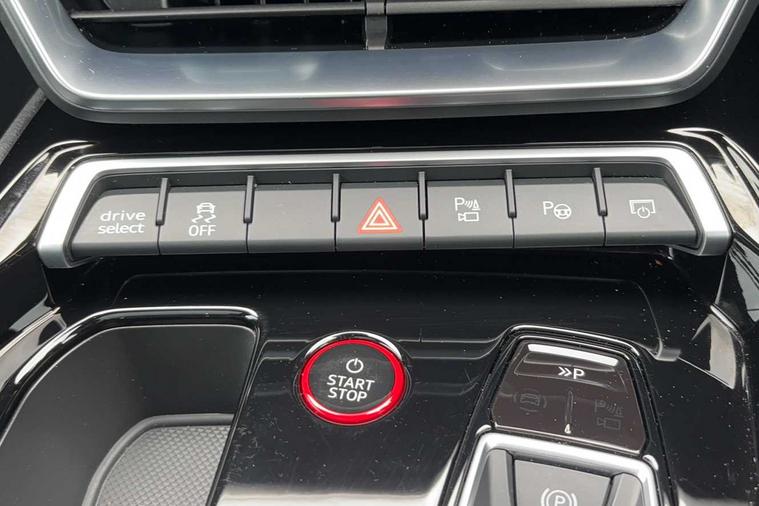 drive
select
OFF
P
P
START
STOP
»P
P